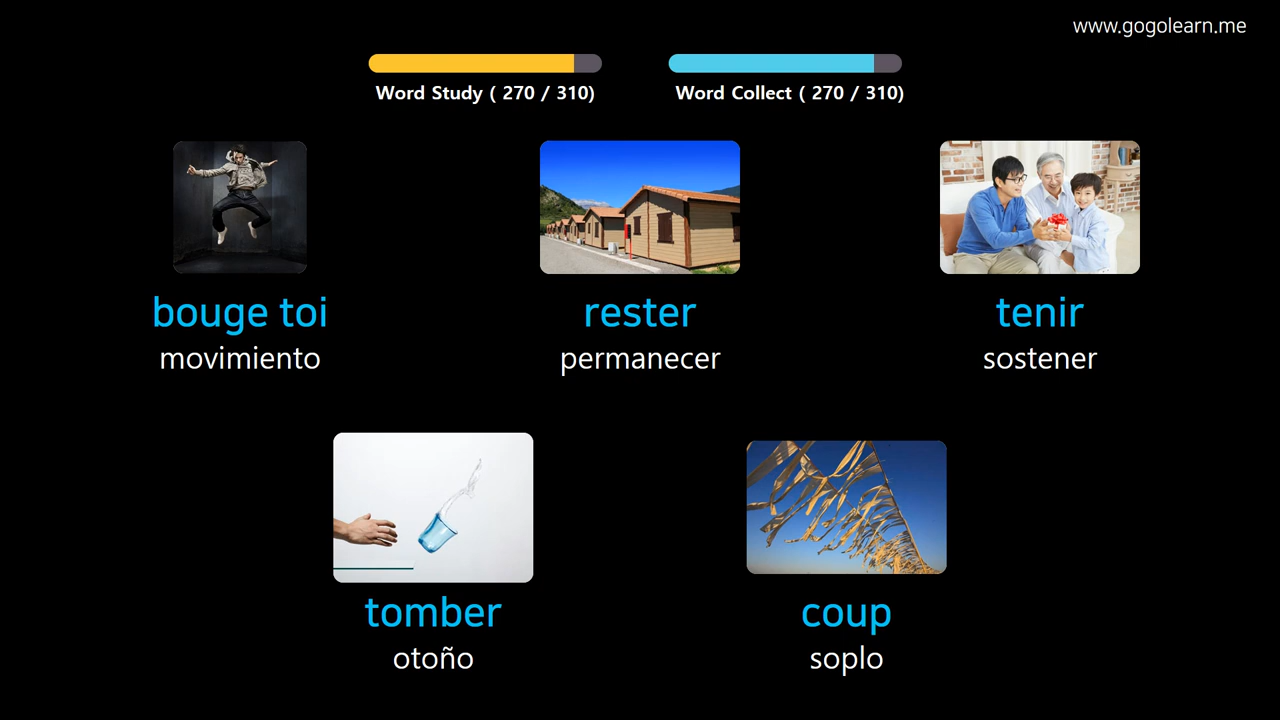 www.gogolearn.me
Word Study ( 270 / 310)
Word Collect ( 270 / 310)
bouge toi
movimiento
rester
permanecer
tenir
sostener
tomber
otoño
coup
soplo